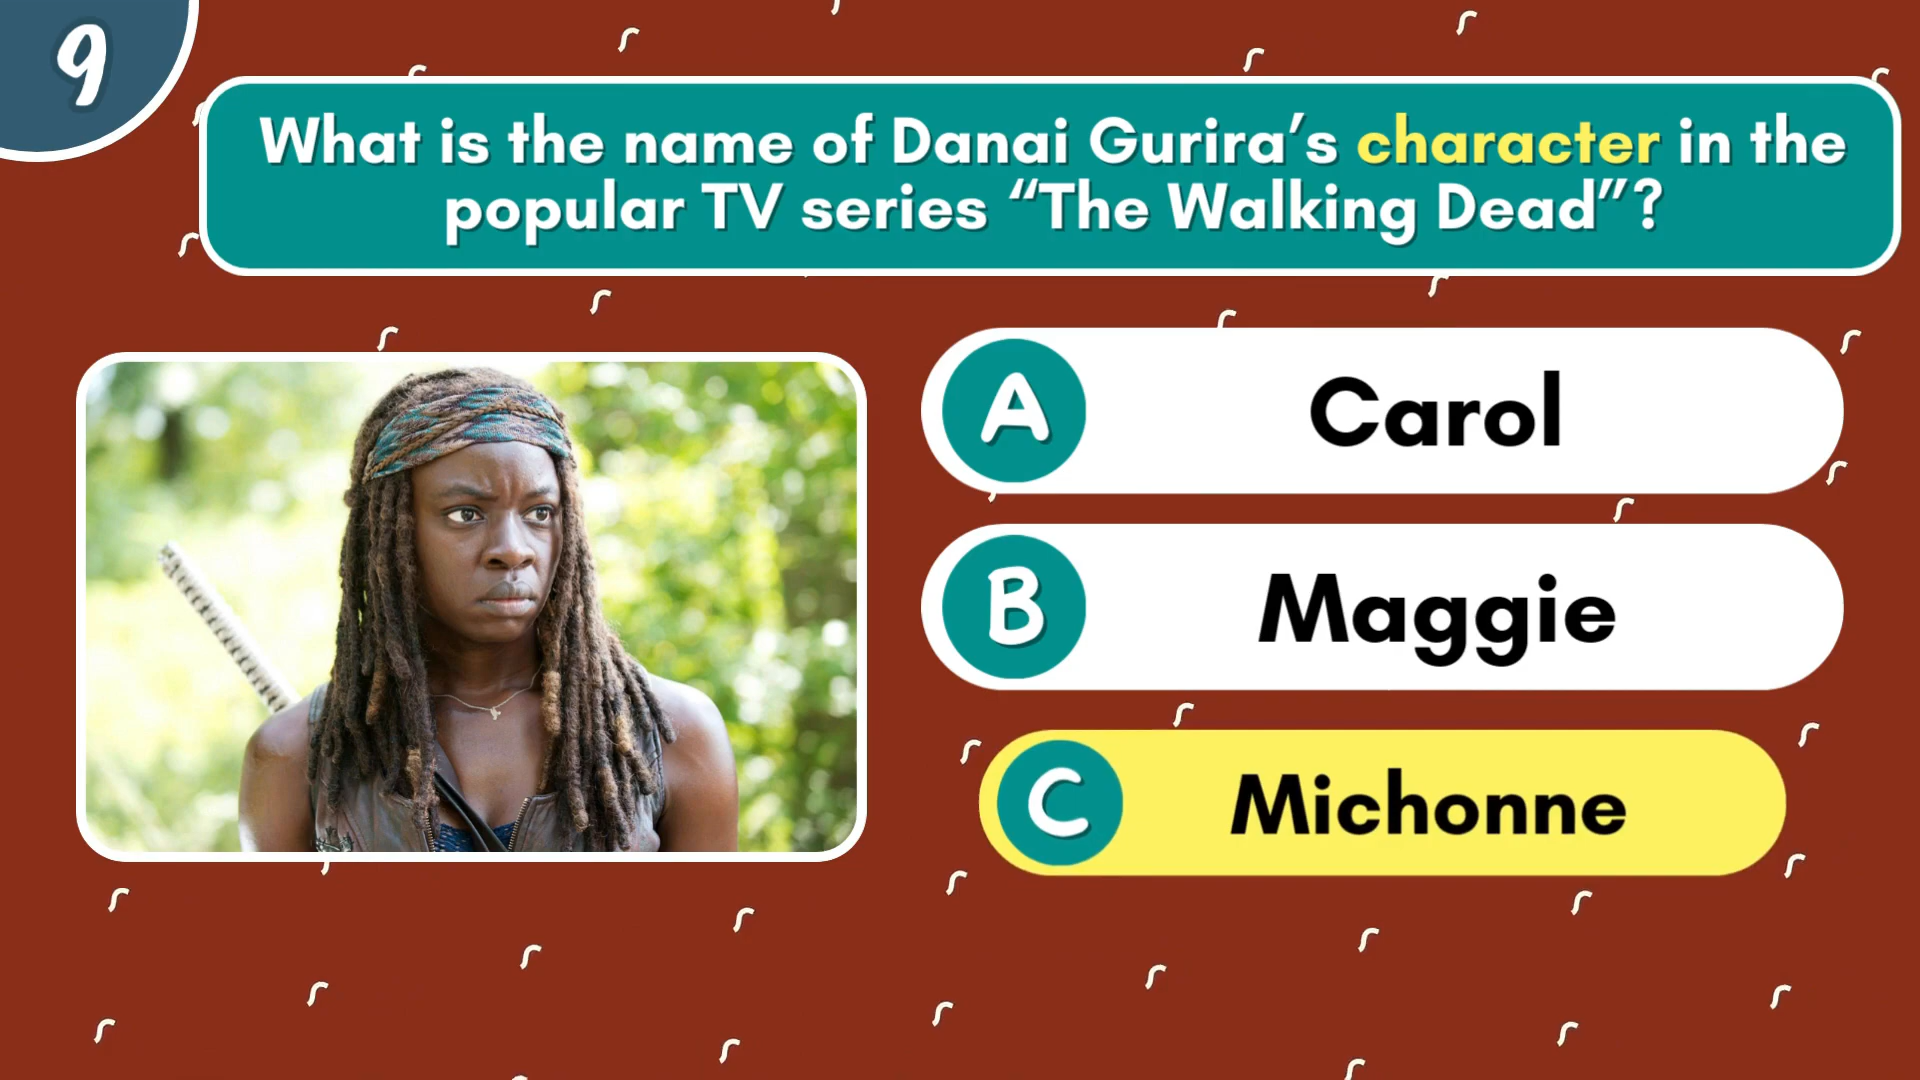 9
What is the name of Danai Gurira’s character in the
popular TV series “The Walking Dead”?
A Carol
B Maggie
C Michonne